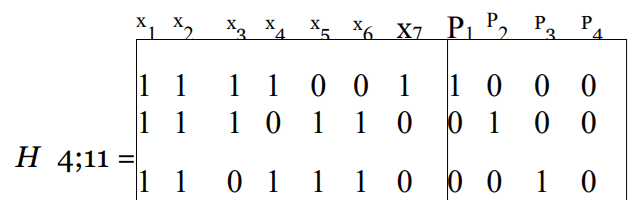 x1 x2 x3 x4 x5 x6 x7 P1 P2 P3 P4
1 1 1 1 0 0 1 1 0 0 0
1 1 1 0 1 1 0 0 1 0 0
H 4;11 =
1 1 0 1 1 1 0 0 0 1 0